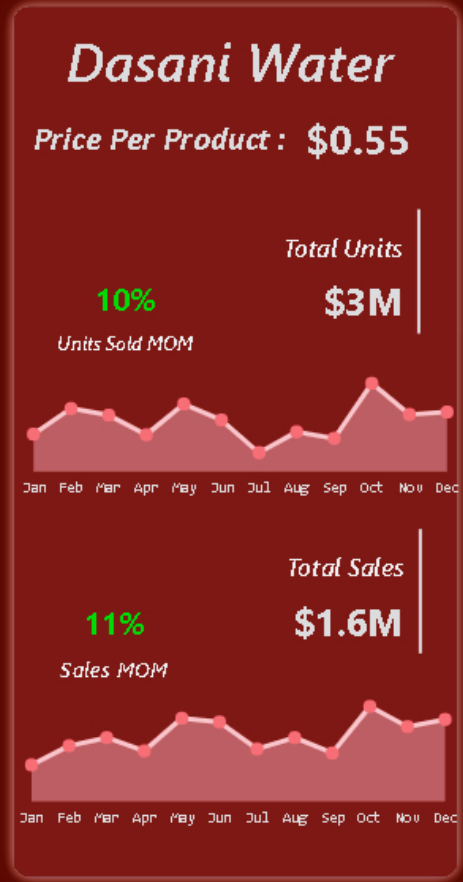 Dasani Water
Price Per Product : $0.55
Total Units
10% $3M
Units Sold MOM
Jan Feb Mar Apr May Jun Jul Aug Sep Oct Nov Dec
Total Sales
11% $1.6M
Sales MOM
Jan Feb Mar Apr May Jun Jul Aug Sep Oct Nov Dec